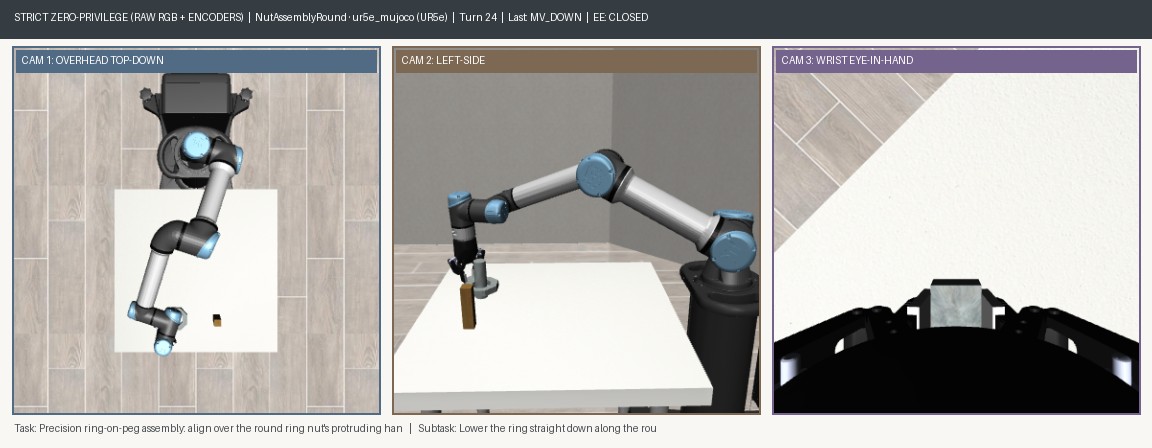 STRICT ZERO-PRIVILEGE (RAW RGB + ENCODERS) | NutAssemblyRound · ur5e_mujoco (UR5e) | Turn 24 | Last: MV_DOWN | EE: CLOSED
CAM 1: OVERHEAD TOP-DOWN
CAM 2: LEFT-SIDE
CAM 3: WRIST EYE-IN-HAND
Task: Precision ring-on-peg assembly: align over the round ring nut's protruding han | Subtask: Lower the ring straight down along the rou